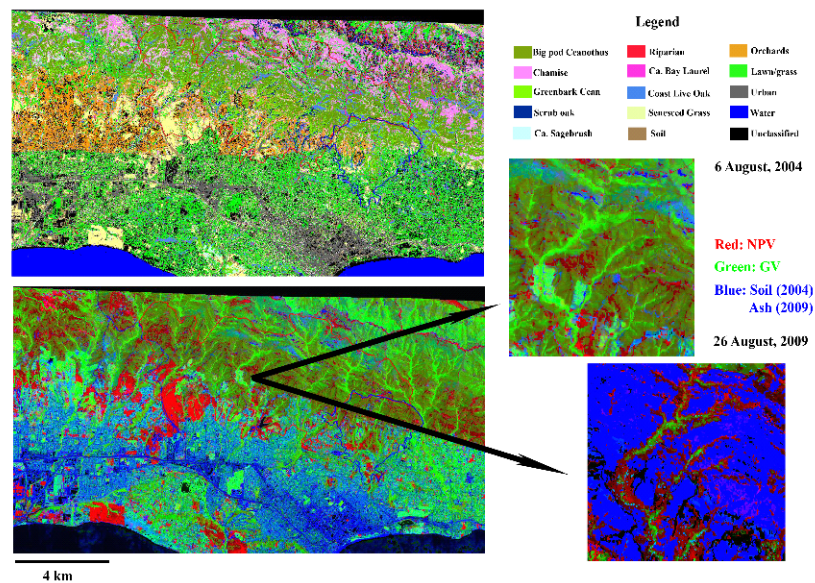 Legend
Big pod Ceanothus
Riparian
Orchards
Chamise
Ca. Bay Laurel
Lawn/grass
Greenbark Cean
Coast Live Oak
Urban
Scrub oak
Senesced Grass
Water
Ca. Sagebrush
Soil
Unclassified
6 August, 2004
Red: NPV
Green: GV
Blue: Soil (2004)
Ash (2009)
26 August, 2009
4 km